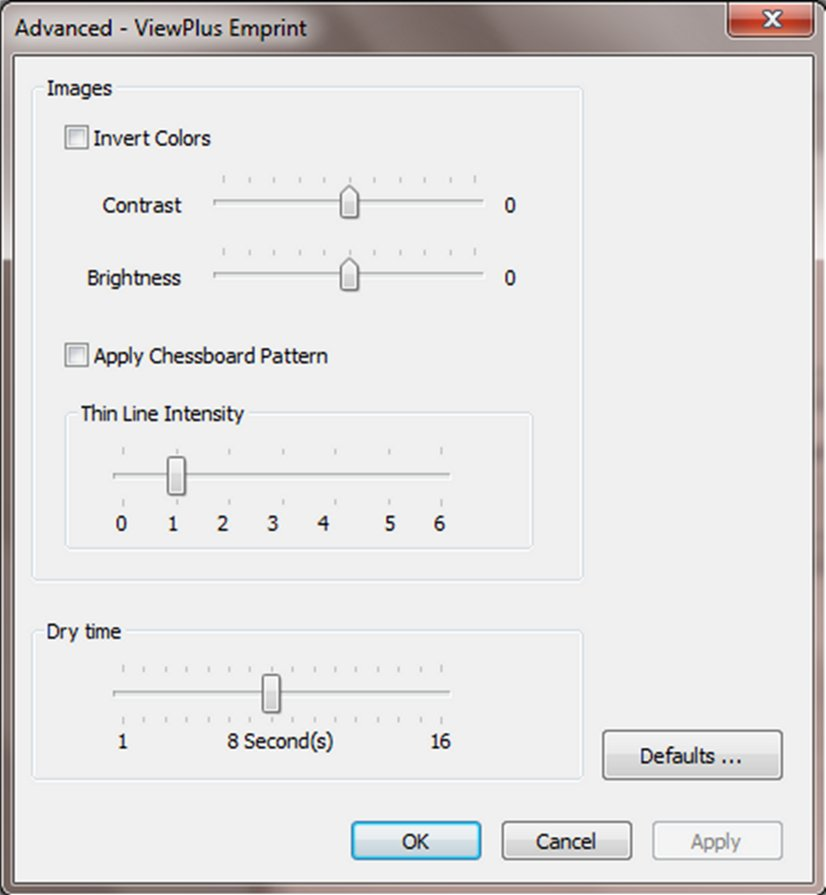 Advanced - ViewPlus Emprint
Images
Invert Colors
Contrast 0
Brightness 0
Apply Chessboard Pattern
Thin Line Intensity
0 1 2 3 4 5 6
Dry time
1 8 Second(s) 16
Defaults ...
OK Cancel Apply